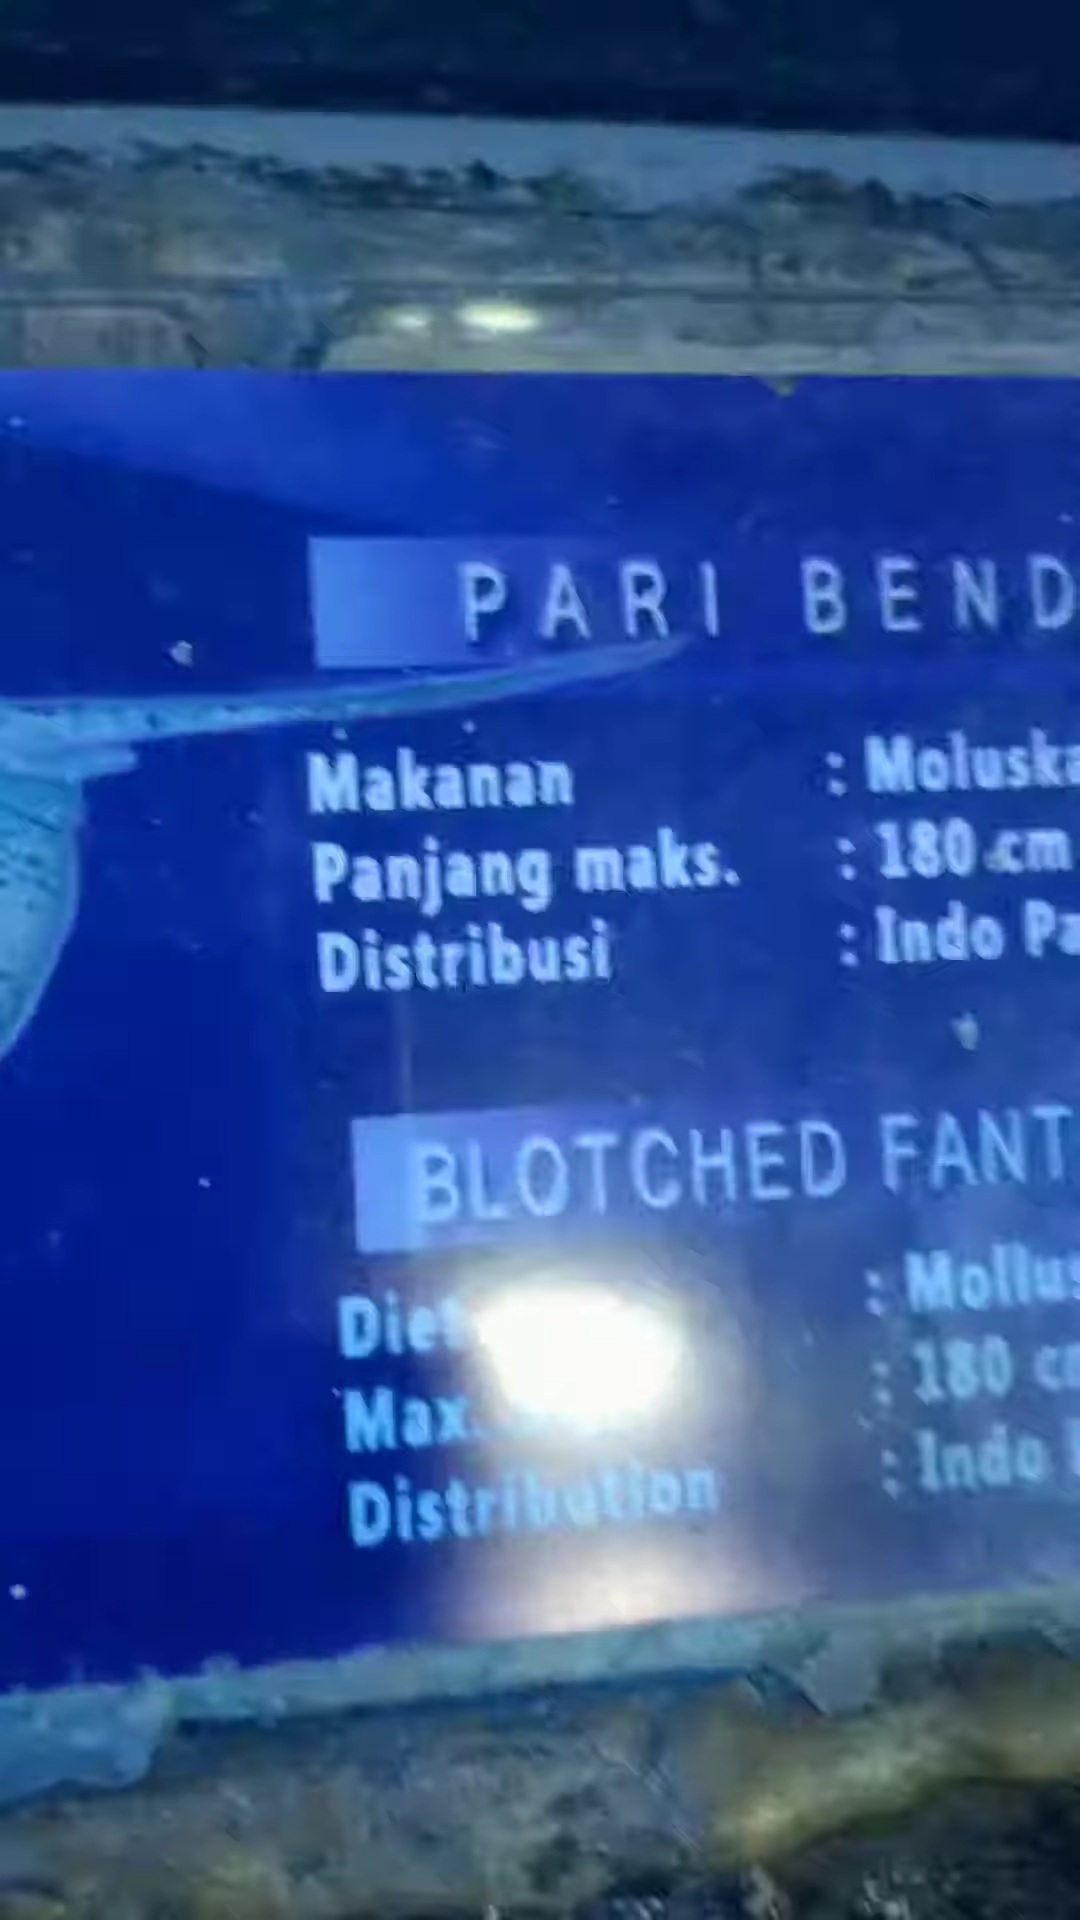 PARI BEND
Makanan : Moluska
Panjang maks. : 180 cm
Distribusi : Indo Pa
BLOTCHED FANT
Diet : Mollus
Max. : 180 cm
Distribution : Indo